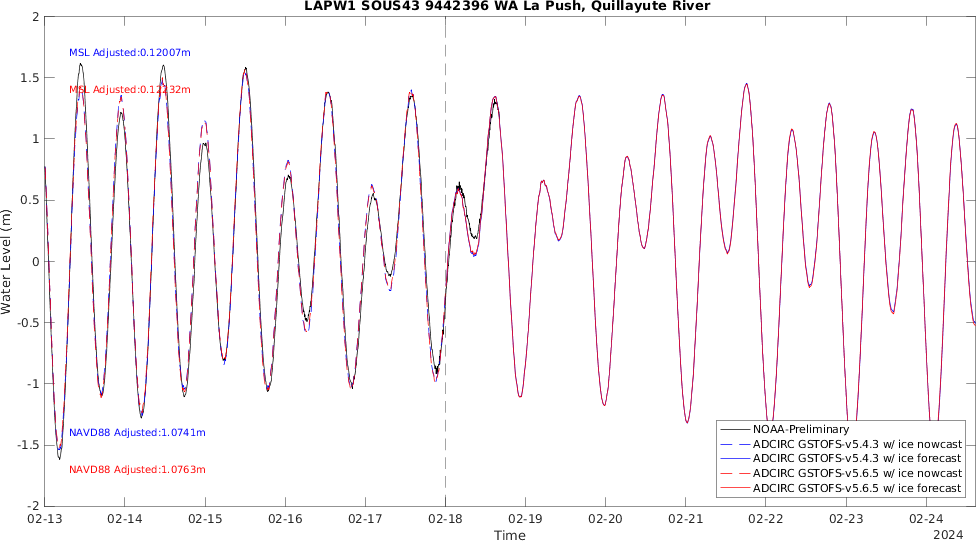 LAPW1 SOUS43 9442396 WA La Push, Quillayute River
2
1.5
1
0.5
0
-0.5
-1
-1.5
-2
Water Level (m)
MSL Adjusted:0.12007m
MSL Adjusted:0.12232m
NAVD88 Adjusted:1.0741m
NAVD88 Adjusted:1.0763m
NOAA-Preliminary
ADCIRC GSTOFS-v5.4.3 w/ ice nowcast
ADCIRC GSTOFS-v5.4.3 w/ ice forecast
ADCIRC GSTOFS-v5.6.5 w/ ice nowcast
ADCIRC GSTOFS-v5.6.5 w/ ice forecast
02-13 02-14 02-15 02-16 02-17 02-18 02-19 02-20 02-21 02-22 02-23 02-24
Time
2024